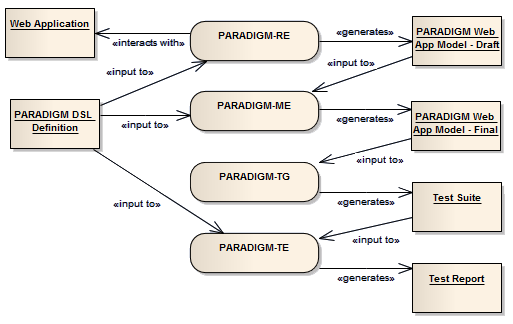 Web Application
«interacts with»
PARADIGM-RE
«generates»
PARADIGM Web
App Model - Draft
«input to»
«input to»
PARADIGM DSL
Definition
«input to»
PARADIGM-ME
«generates»
PARADIGM Web
App Model - Final
«input to»
PARADIGM-TG
«generates»
Test Suite
«input to»
«input to»
PARADIGM-TE
«generates»
Test Report